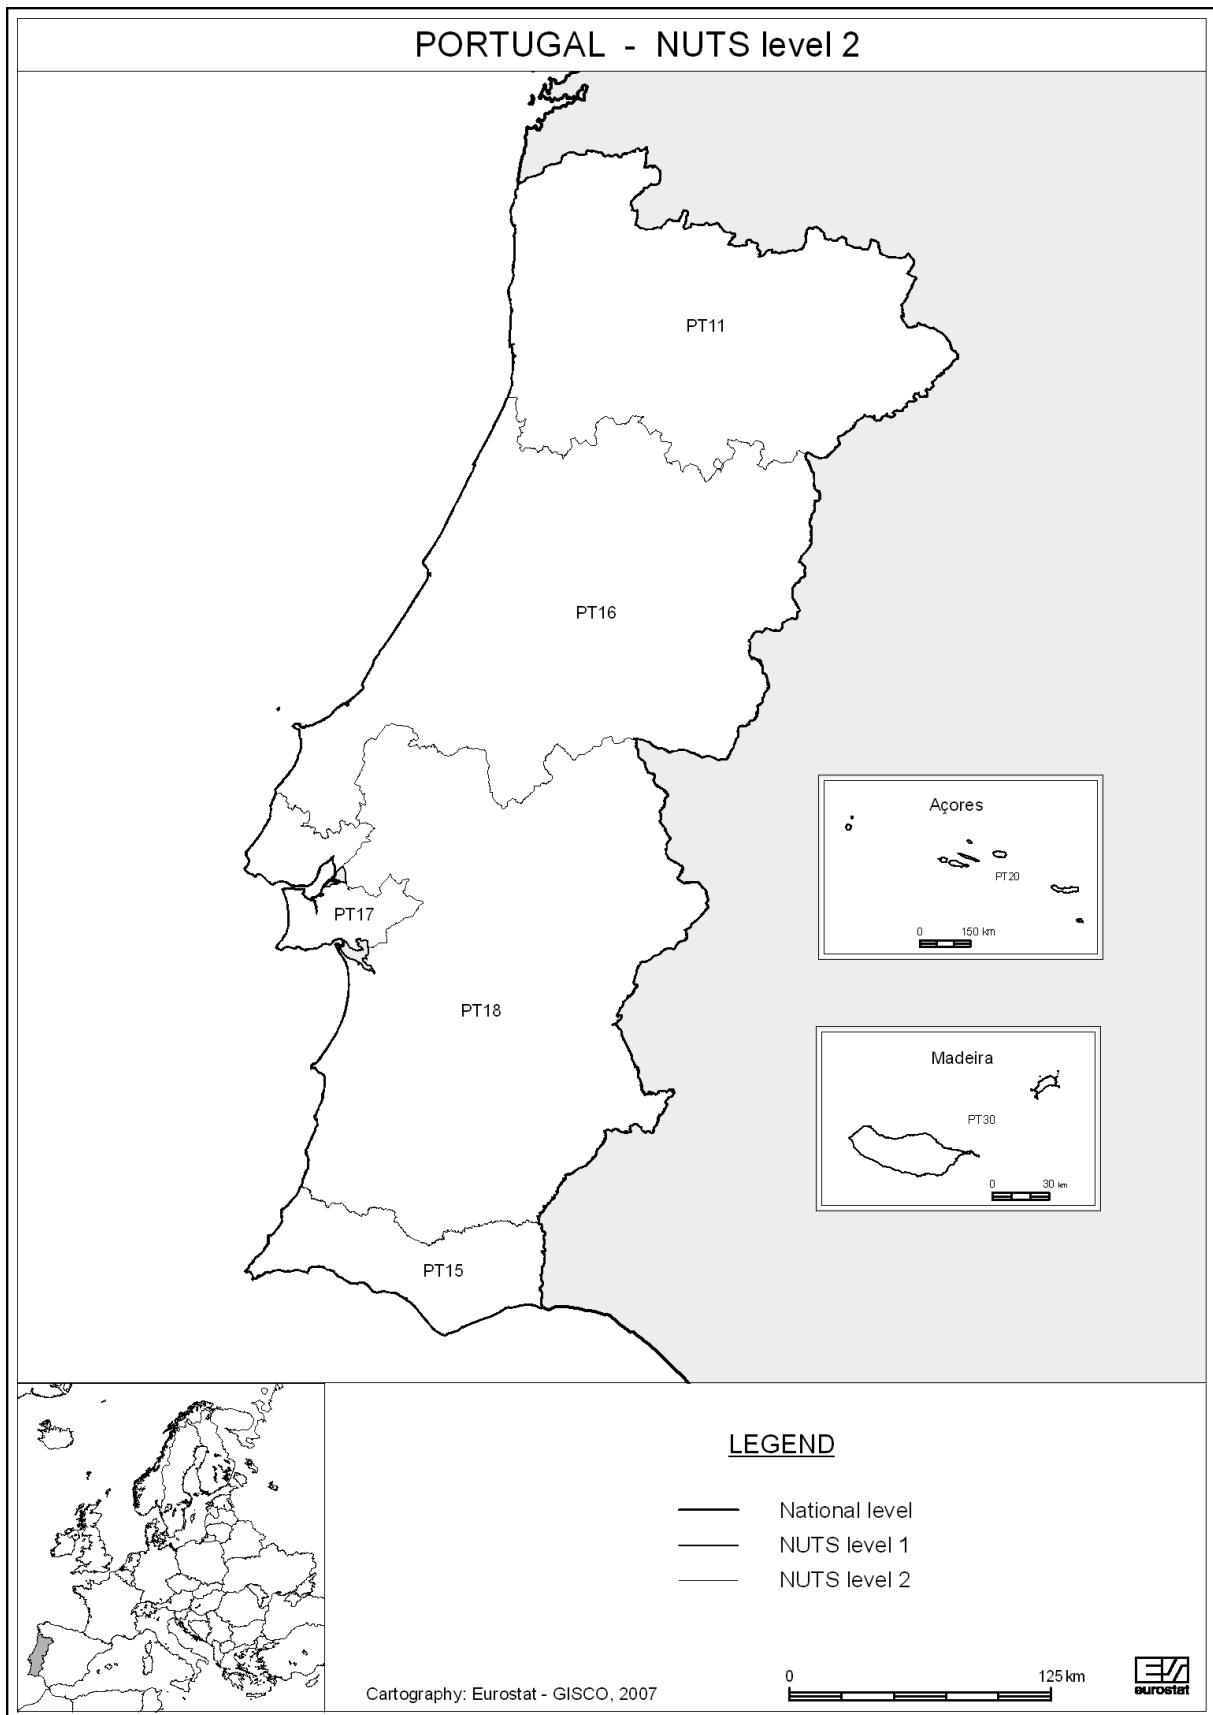 PORTUGAL - NUTS level 2
PT11
PT16
Açores
PT20
0 150 km
PT17
PT18
Madeira
PT30
0 30 km
PT15
LEGEND
National level
NUTS level 1
NUTS level 2
0 125 km
Cartography: Eurostat - GISCO, 2007
eurostat